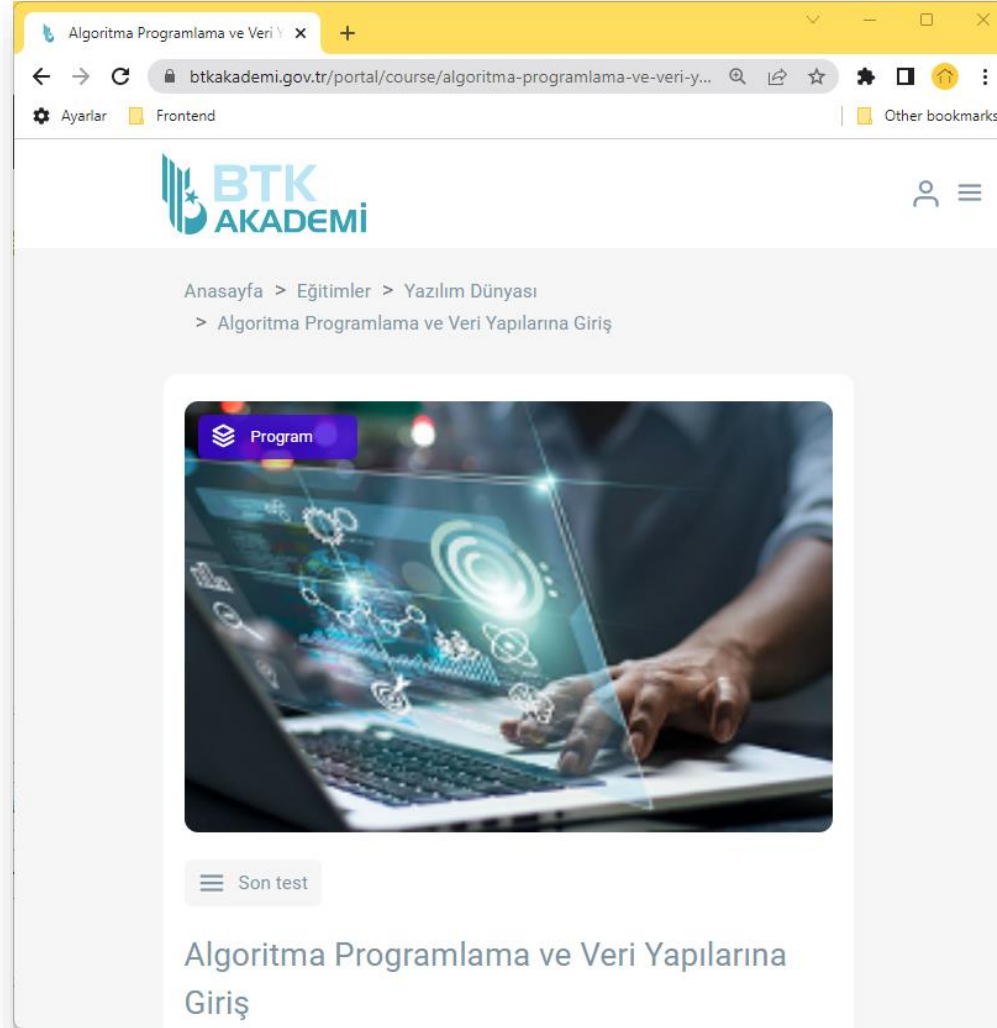 Algoritma Programlama ve Veri Y
btkakademi.gov.tr/portal/course/algoritma-programlama-ve-veri-y...
Ayarlar
Frontend
Other bookmarks
BTK
AKADEMİ
Anasayfa > Eğitimler > Yazılım Dünyası
> Algoritma Programlama ve Veri Yapılarına Giriş
Program
Son test
Algoritma Programlama ve Veri Yapılarına
Giriş